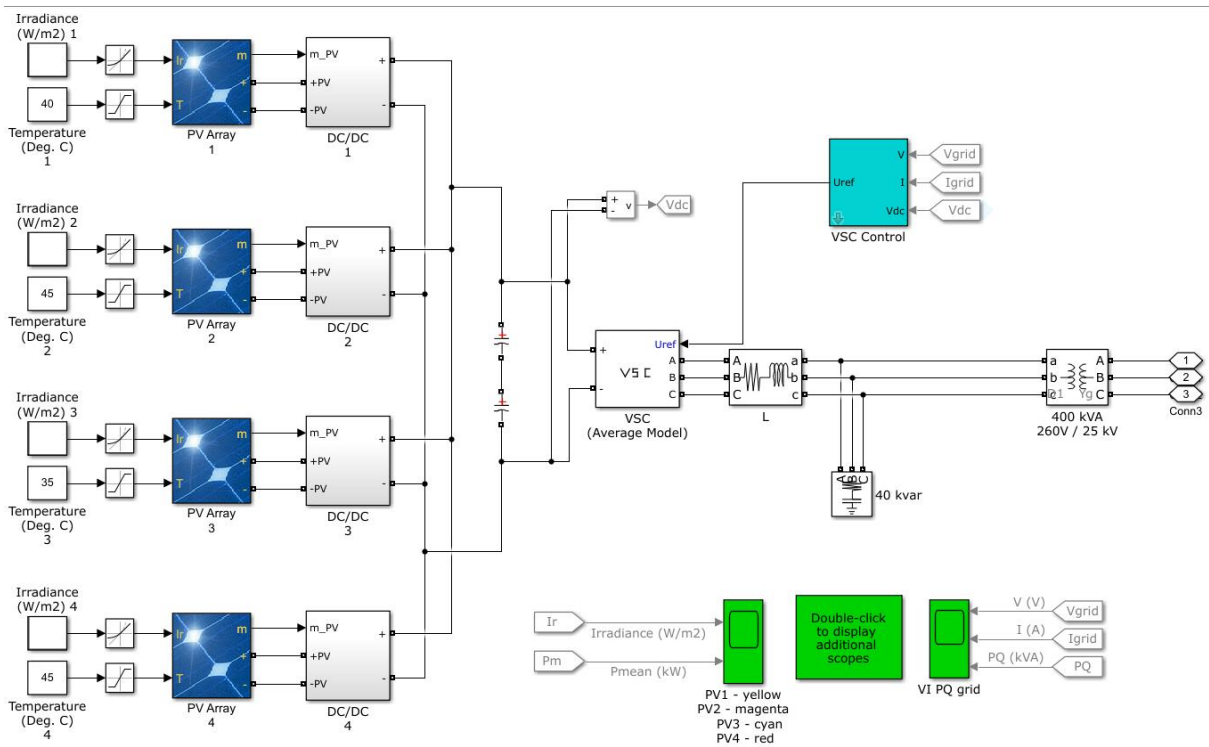 Irradiance
(W/m2) 1
40
Temperature
(Deg. C)
1
Ir
T
m
+
-
PV Array
1
m_PV
+PV
-PV
+
-
DC/DC
1
Irradiance
(W/m2) 2
45
Temperature
(Deg. C)
2
Ir
T
m
+
-
PV Array
2
m_PV
+PV
-PV
+
-
DC/DC
2
Irradiance
(W/m2) 3
35
Temperature
(Deg. C)
3
Ir
T
m
+
-
PV Array
3
m_PV
+PV
-PV
+
-
DC/DC
3
Irradiance
(W/m2) 4
45
Temperature
(Deg. C)
4
Ir
T
m
+
-
PV Array
4
m_PV
+PV
-PV
+
-
DC/DC
4
+
-
v
Vdc
Uref
V
I
Vdc
Vgrid
Igrid
Vdc
VSC Control
+
+
+
-
Uref
VSC
A
B
C
VSC
(Average Model)
A
B
C
a
b
c
L
A B C
40 kvar
a
b
c
D1 Yg
A
B
C
400 kVA
260V / 25 kV
1
2
3
Conn3
Ir
Irradiance (W/m2)
Pm
Pmean (kW)
PV1 - yellow
PV2 - magenta
PV3 - cyan
PV4 - red
Double-click
to display
additional
scopes
V (V)
Vgrid
I (A)
Igrid
PQ (kVA)
PQ
VI PQ grid